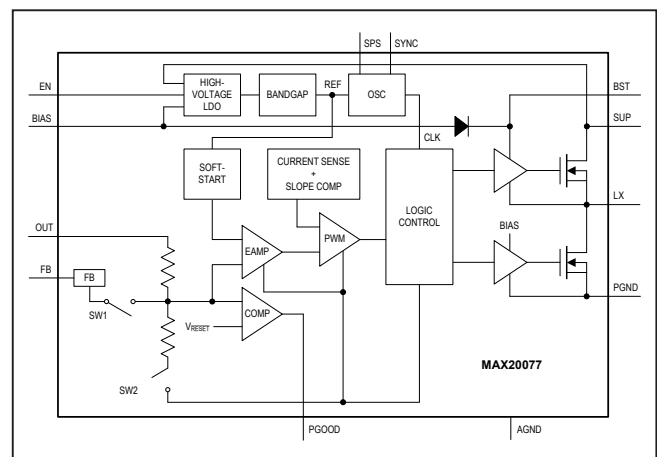 SPS SYNC
EN
HIGH-
VOLTAGE
LDO
BANDGAP
REF
OSC
BST
BIAS
SUP
CLK
SOFT-
START
CURRENT SENSE
+
SLOPE COMP
LOGIC
CONTROL
LX
OUT
EAMP
PWM
BIAS
FB
FB
SW1
COMP
PGND
VRESET
MAX20077
SW2
PGOOD
AGND